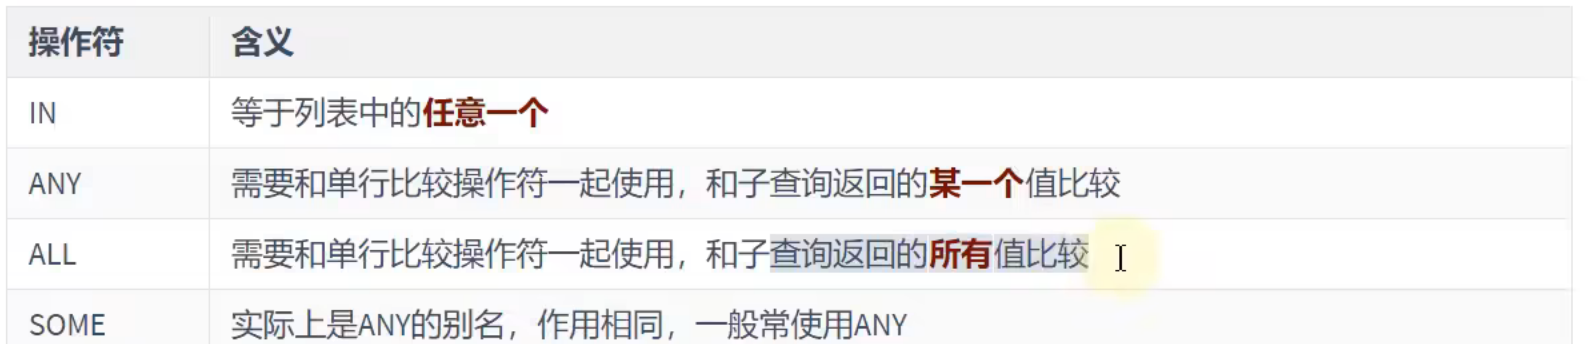 操作符 含义
IN 等于列表中的任意一个
ANY 需要和单行比较操作符一起使用，和子查询返回的某一个值比较
ALL 需要和单行比较操作符一起使用，和子查询返回的所有值比较
SOME 实际上是ANY的别名，作用相同，一般常使用ANY